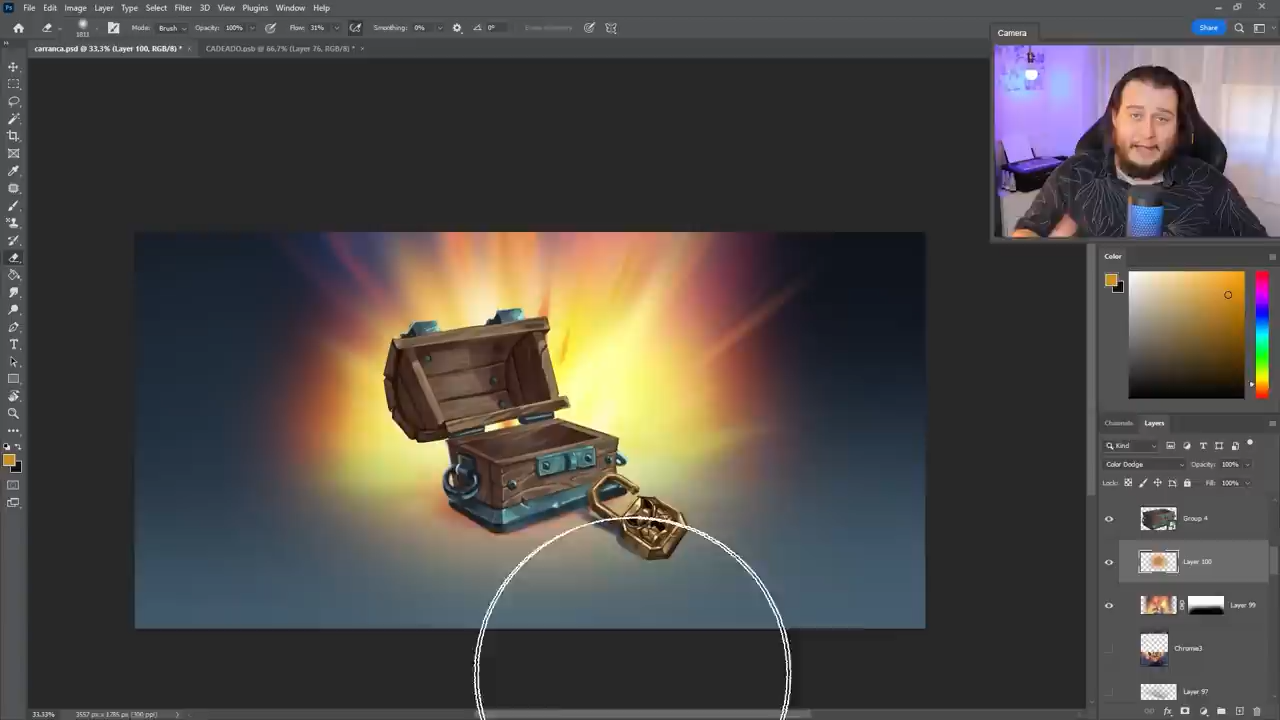 File Edit Image Layer Type Select Filter 3D View Plugins Window Help
1033 Mode: Brush Opacity: 100% Flow: 31% Smoothing: 0% 0° Share
carranca.psd @ 33,3% (Layer 100, RGB/8) * × CADEADO.psb @ 66,7% (Layer 76, RGB/8) * ×
Camera
Color
Channels Layers
Kind
Color Dodge Opacity: 100%
Lock: Fill: 100%
Group 4
Layer 100
Layer 99
Chrome3
Layer 97
33.33%